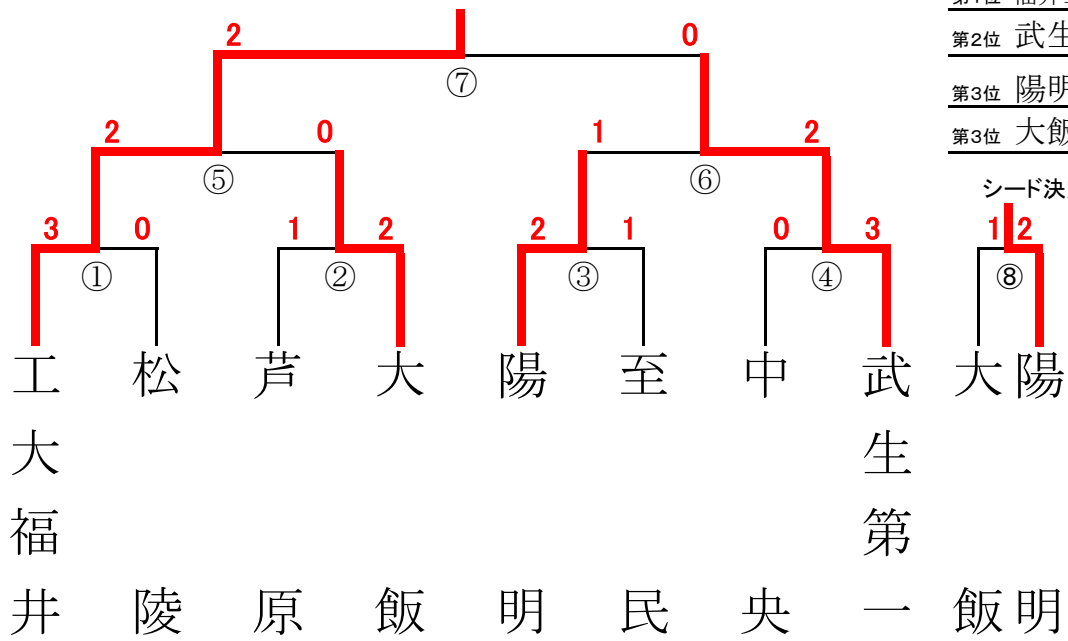 2 0
⑦
2 0 1 2
⑤ ⑥
3 0 1 2 2 1 0 3
① ② ③ ④
工大福井
松陵
芦原
大飯
陽明
至民
中央
武生第一
第2位 武生
第3位 陽明
第3位 大飯
シード決
1 2
⑧
大飯
陽明